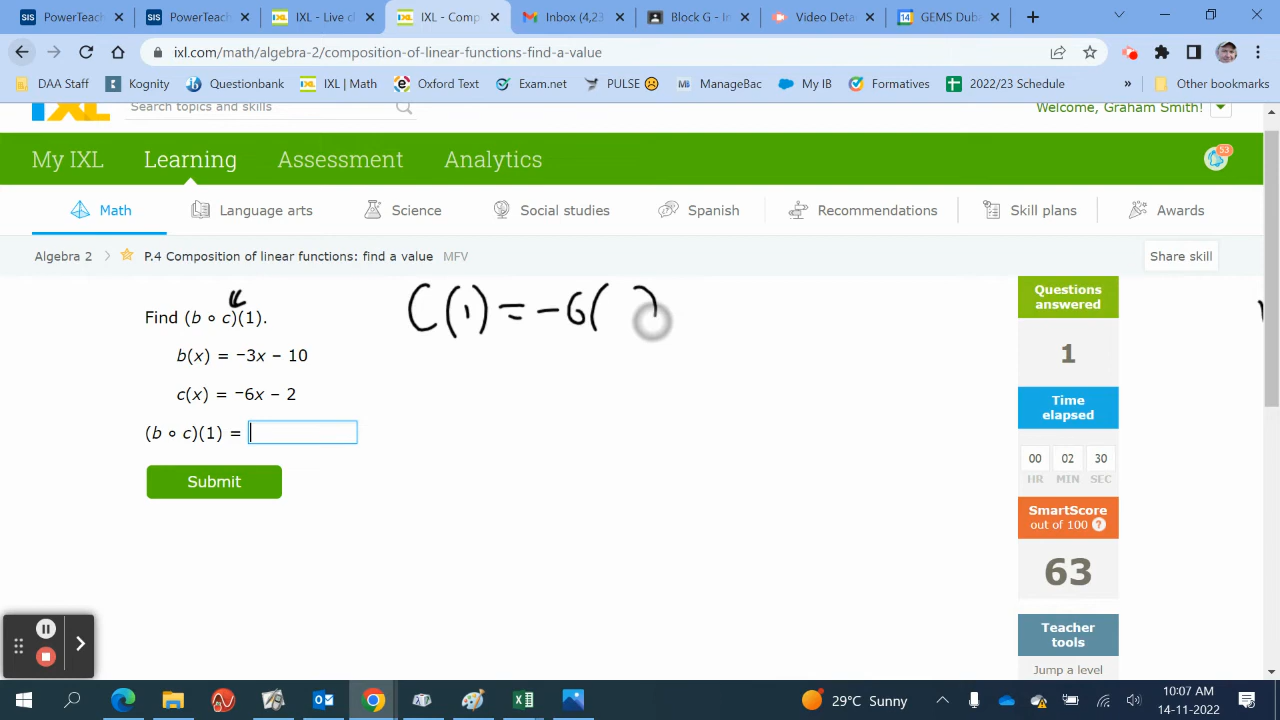 PowerTeach PowerTeach IXL - Live cl IXL - Comp Inbox (4,23 Block G - In Video beta GEMS Dub
ixl.com/math/algebra-2/composition-of-linear-functions-find-a-value
DAA Staff Kognity Questionbank IXL | Math Oxford Text Exam.net PULSE ManageBac My IB Formatives 2022/23 Schedule » Other bookmarks
IXL Search topics and skills Welcome, Graham Smith!
My IXL Learning Assessment Analytics 53
Math Language arts Science Social studies Spanish Recommendations Skill plans Awards
Algebra 2 P.4 Composition of linear functions: find a value MFV Share skill
Find (b ∘ c)(1).
b(x) = −3x − 10
c(x) = −6x − 2
(b ∘ c)(1) =
Submit
C(1) = -6( )
Questions
answered
1
Time
elapsed
00 02 30
HR MIN SEC
SmartScore
out of 100 ?
63
Teacher
tools
Jump a level
29°C Sunny
10:07 AM
14-11-2022